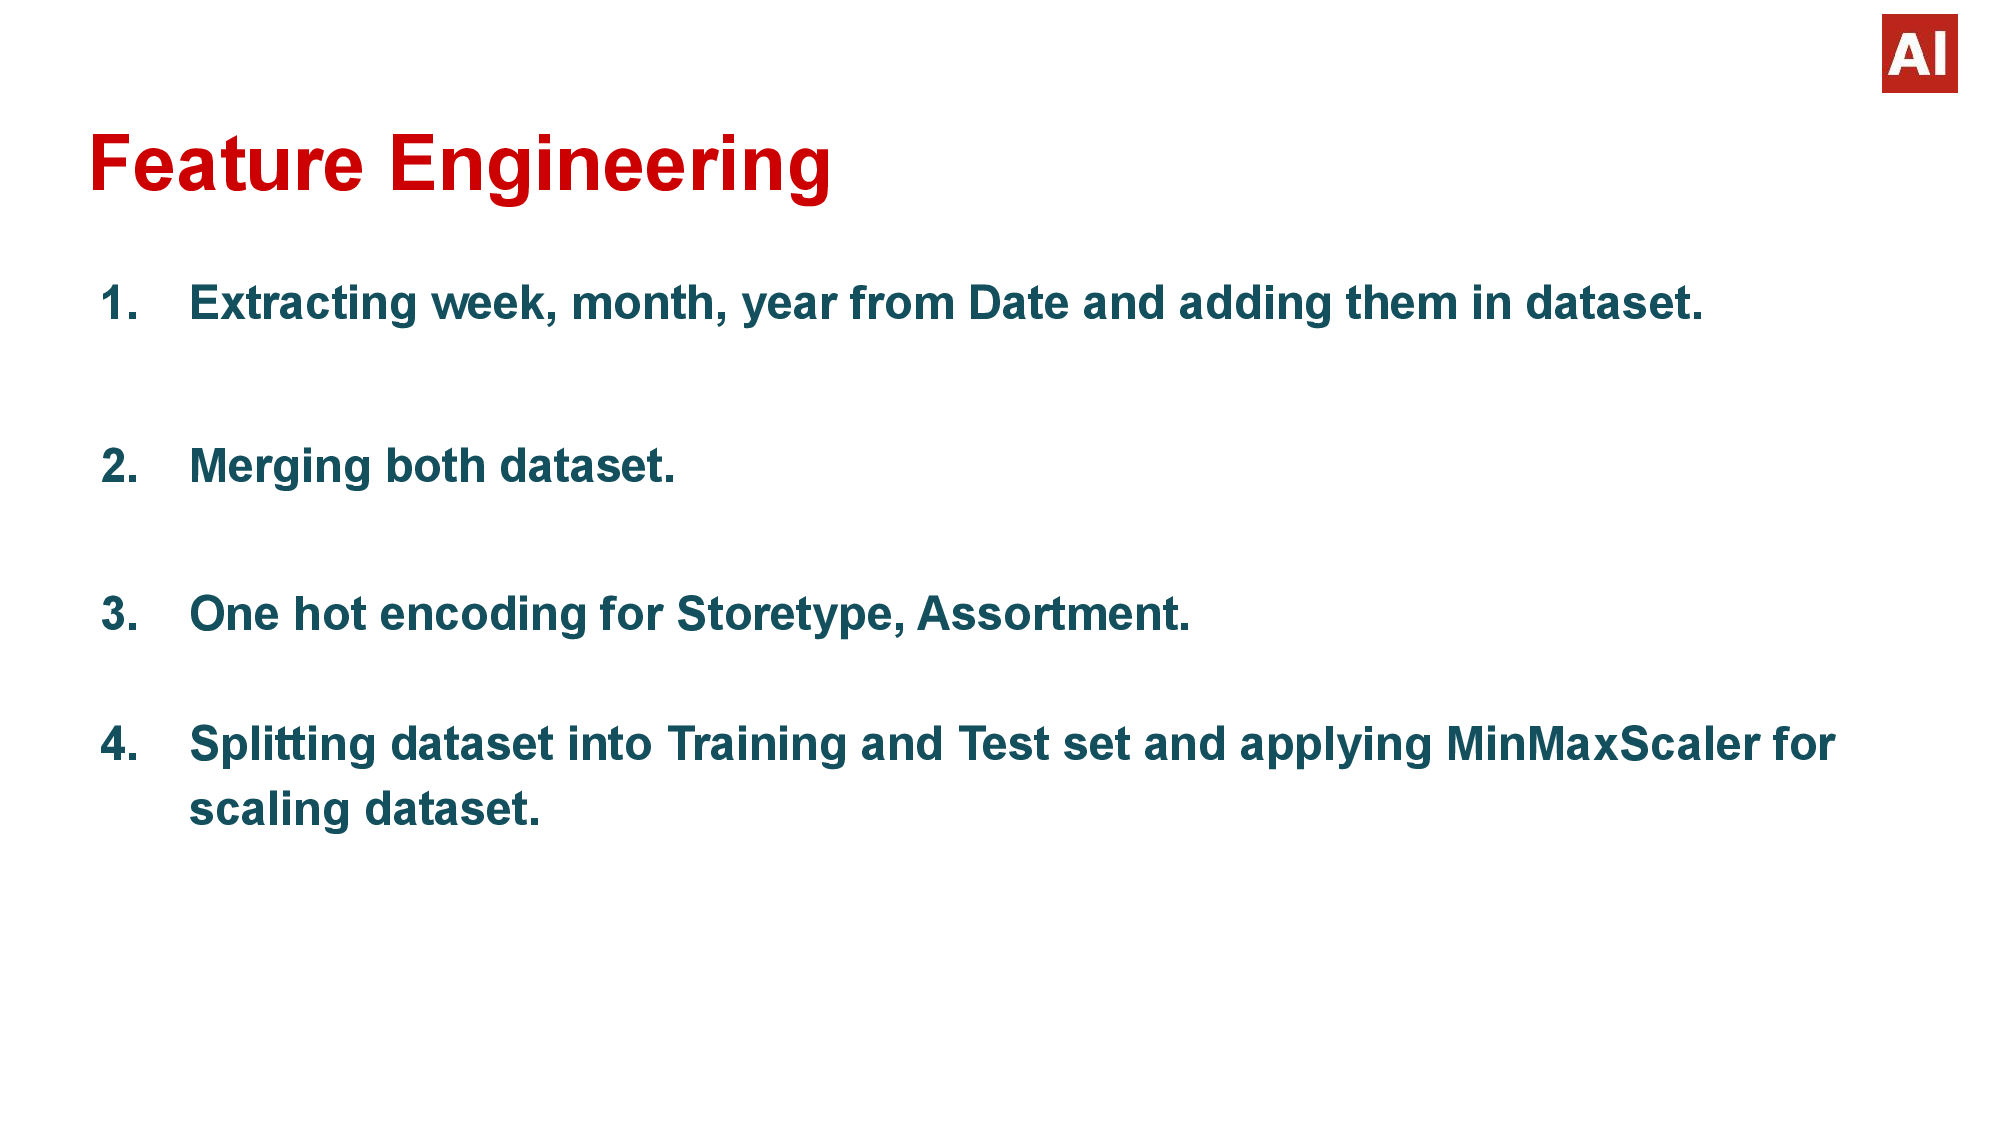 AI
Feature Engineering
1. Extracting week, month, year from Date and adding them in dataset.
2. Merging both dataset.
3. One hot encoding for Storetype, Assortment.
4. Splitting dataset into Training and Test set and applying MinMaxScaler for
scaling dataset.